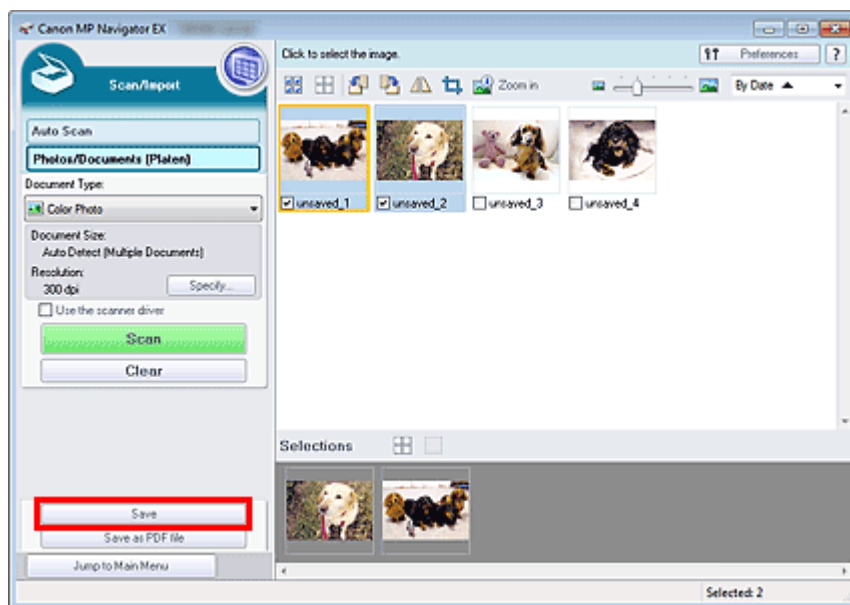 Canon MP Navigator EX
Scan/Import
Auto Scan
Photos/Documents (Platen)
Document Type:
Color Photo
Document Size:
Auto Detect (Multiple Documents)
Resolution:
300 dpi
Specify...
Use the scanner driver
Scan
Clear
Save
Save as PDF file
Jump to Main Menu
Click to select the image.
Preferences
?
Zoom in
By Date
unsaved_1
unsaved_2
unsaved_3
unsaved_4
Selections
Selected: 2